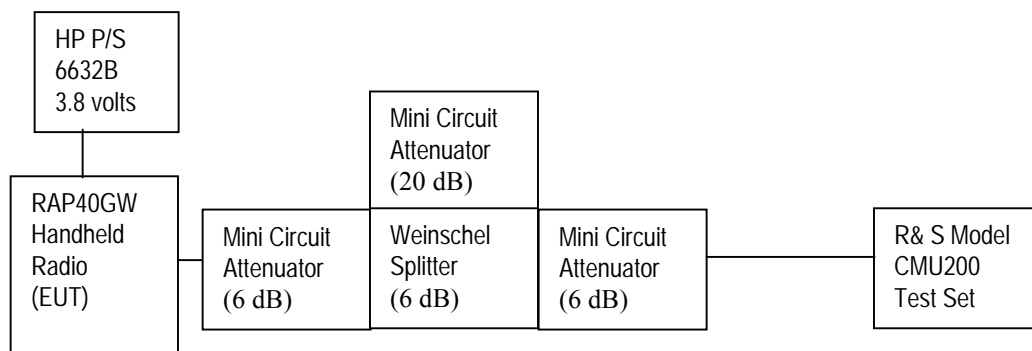 HP P/S
6632B
3.8 volts
Mini Circuit
Attenuator
(20 dB)
RAP40GW
Handheld
Radio
(EUT)
Mini Circuit
Attenuator
(6 dB)
Weinschel
Splitter
(6 dB)
Mini Circuit
Attenuator
(6 dB)
R& S Model
CMU200
Test Set